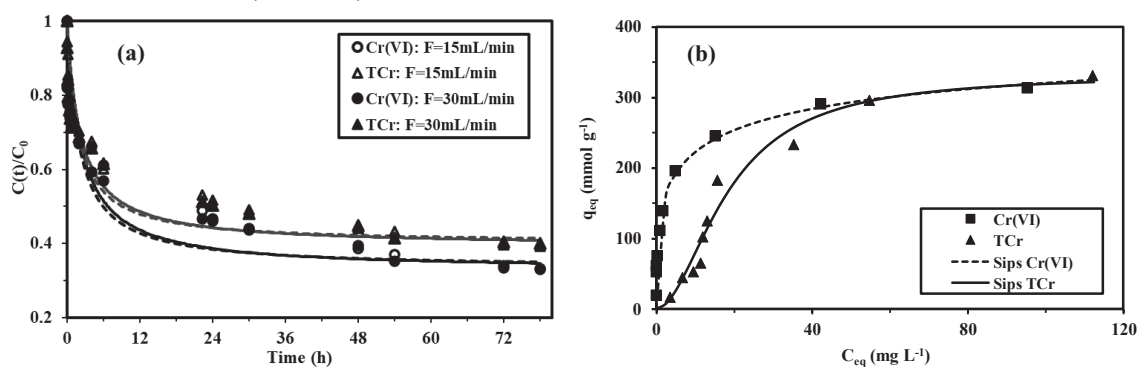 (a)
Cr(VI): F=15mL/min
TCr: F=15mL/min
Cr(VI): F=30mL/min
TCr: F=30mL/min
C(t)/C0
1
0.8
0.6
0.4
0.2
0 12 24 36 48 60 72
Time (h)
(b)
qeq (mmol g-1)
400
300
200
100
0
0 40 80 120
Ceq (mg L-1)
Cr(VI)
TCr
Sips Cr(VI)
Sips TCr